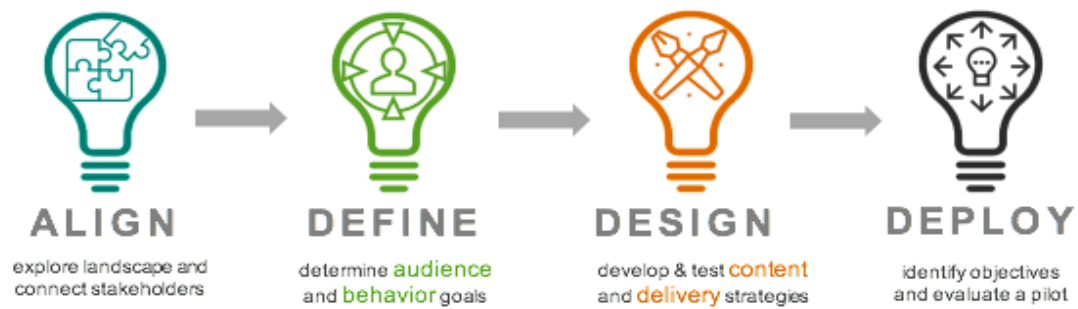 ALIGN
explore landscape and
connect stakeholders
DEFINE
determine audience
and behavior goals
DESIGN
develop & test content
and delivery strategies
DEPLOY
identify objectives
and evaluate a pilot